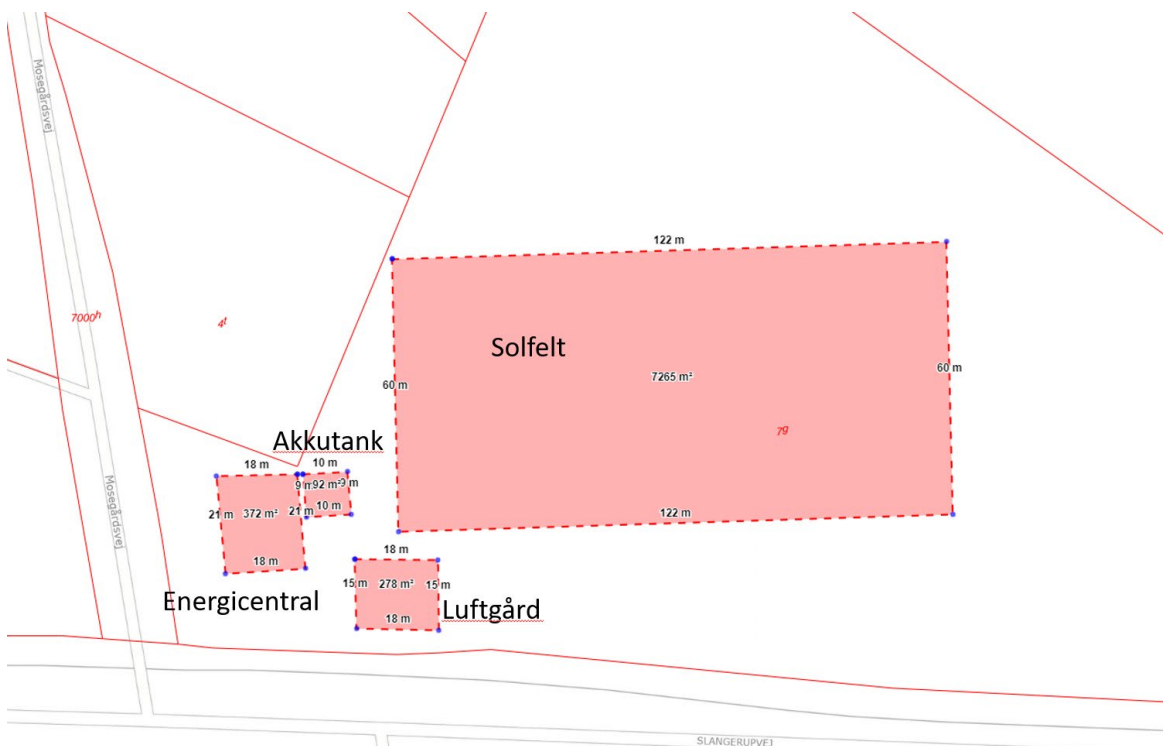 Mosegårdsvej
122 m
7000h
4f
Solfelt
60 m
7265 m²
60 m
7g
Akkutank
18 m
10 m
9 m
92 m²
9 m
21 m
372 m²
21 m
10 m
122 m
Mosegårdsvej
18 m
18 m
15 m
278 m²
15 m
Energicentral
18 m
Luftgård
SLANGERUPVEJ